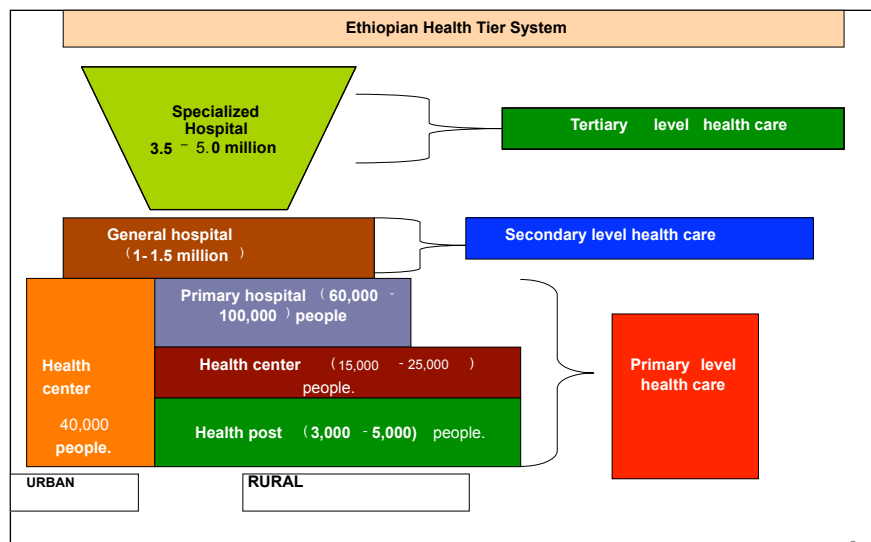 Ethiopian Health Tier System
Specialized
Hospital
3.5 – 5.0 million
Tertiary level health care
General hospital
(1-1.5 million )
Secondary level health care
Primary hospital (60,000 -
100,000 ) people
Health center (15,000 - 25,000 )
people.
Health post (3,000 - 5,000) people.
Health
center
40,000
people.
Primary level
health care
URBAN
RURAL